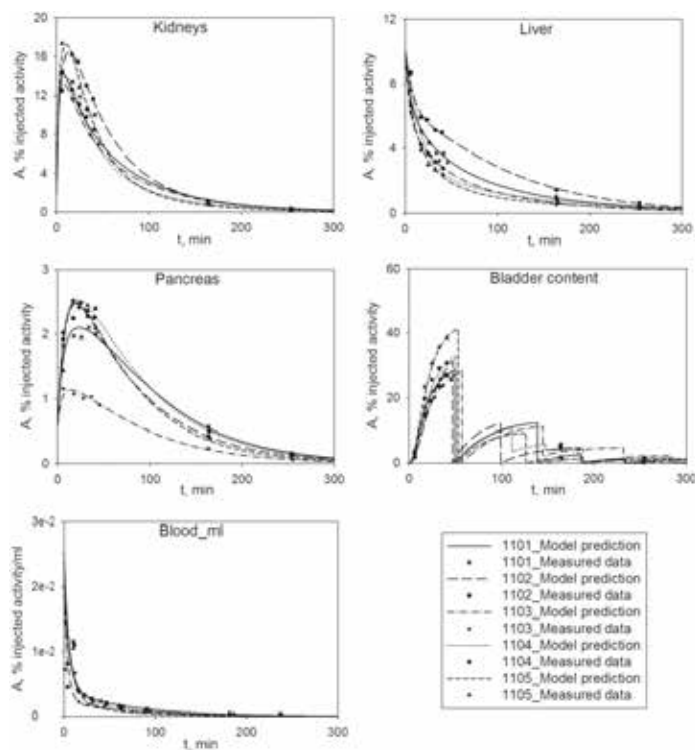 Kidneys
A, % injected activity
20
16
12
8
4
0
0 100 200 300
t, min
Liver
A, % injected activity
12
8
4
0
0 100 200 300
t, min
Pancreas
A, % injected activity
3
2
1
0
0 100 200 300
t, min
Bladder content
A, % injected activity
60
40
20
0
0 100 200 300
t, min
Blood_ml
A, % injected activity/ml
3e-2
2e-2
1e-2
0
0 100 200 300
t, min
1101_Model prediction
1101_Measured data
1102_Model prediction
1102_Measured data
1103_Model prediction
1103_Measured data
1104_Model prediction
1104_Measured data
1105_Model prediction
1105_Measured data